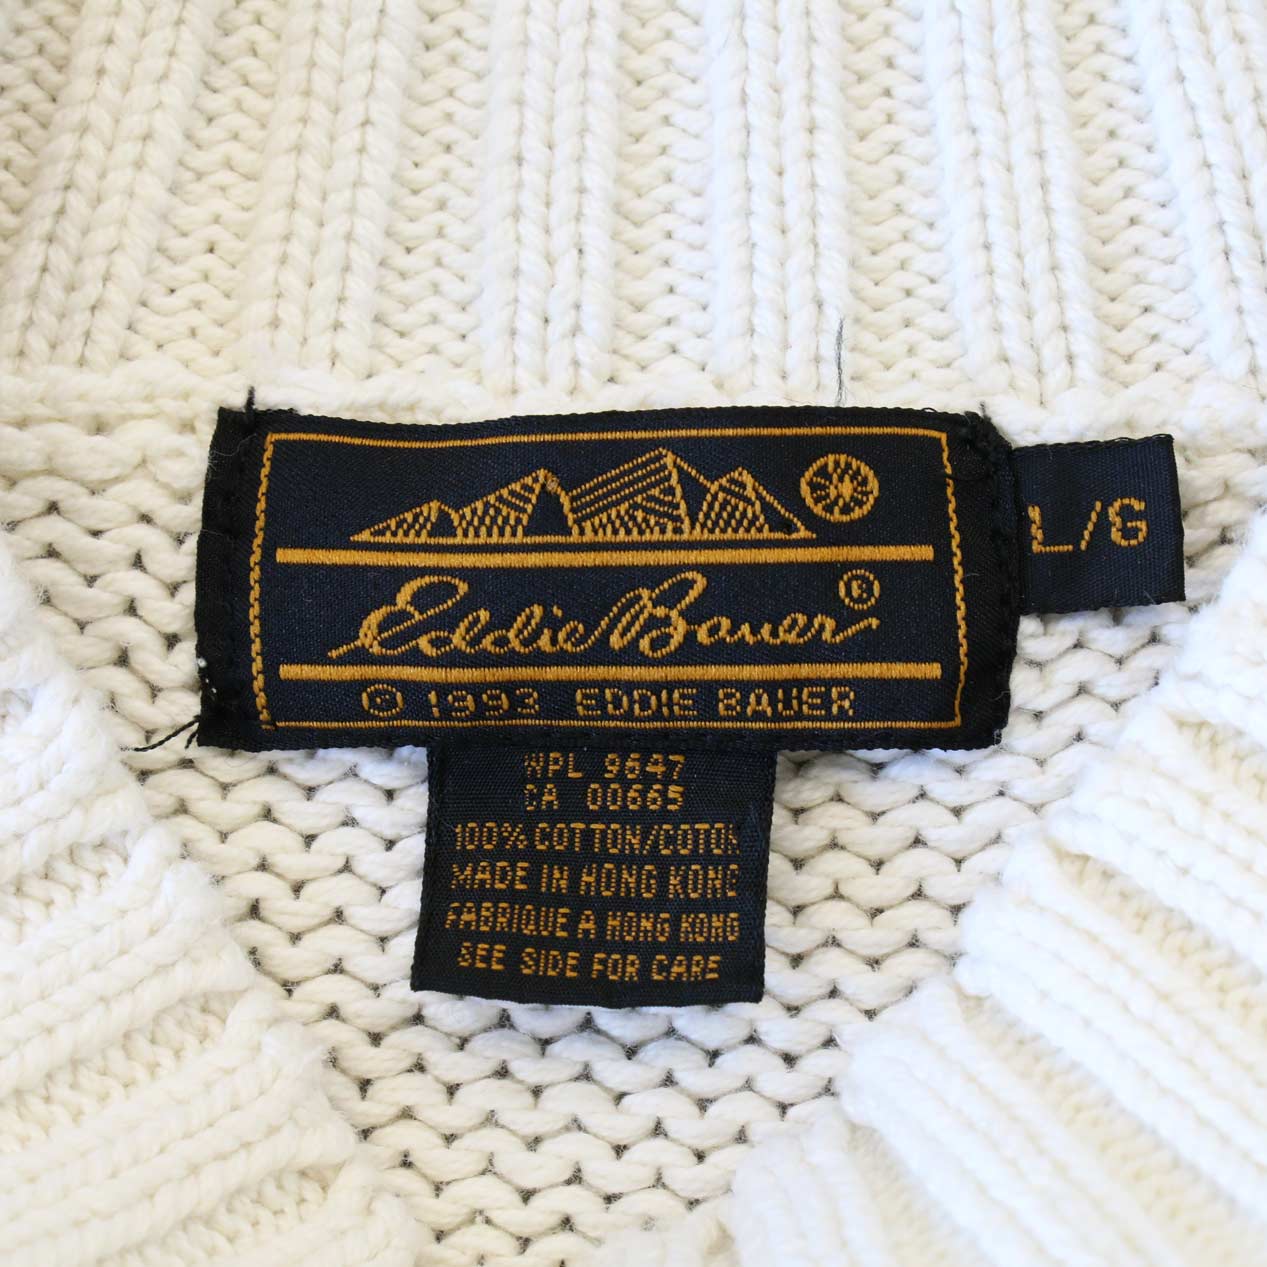 Eddie Bauer®
© 1993 EDDIE BAUER
L/G
WPL 9647
CA 00665
100% COTTON/COTON
MADE IN HONG KONG
FABRIQUE A HONG KONG
SEE SIDE FOR CARE